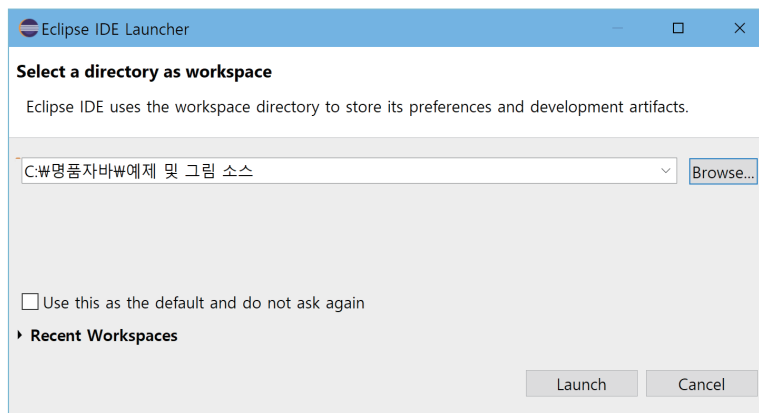 Eclipse IDE Launcher
Select a directory as workspace
Eclipse IDE uses the workspace directory to store its preferences and development artifacts.
C:₩명품자바₩예제 및 그림 소스
Browse...
Use this as the default and do not ask again
Recent Workspaces
Launch
Cancel